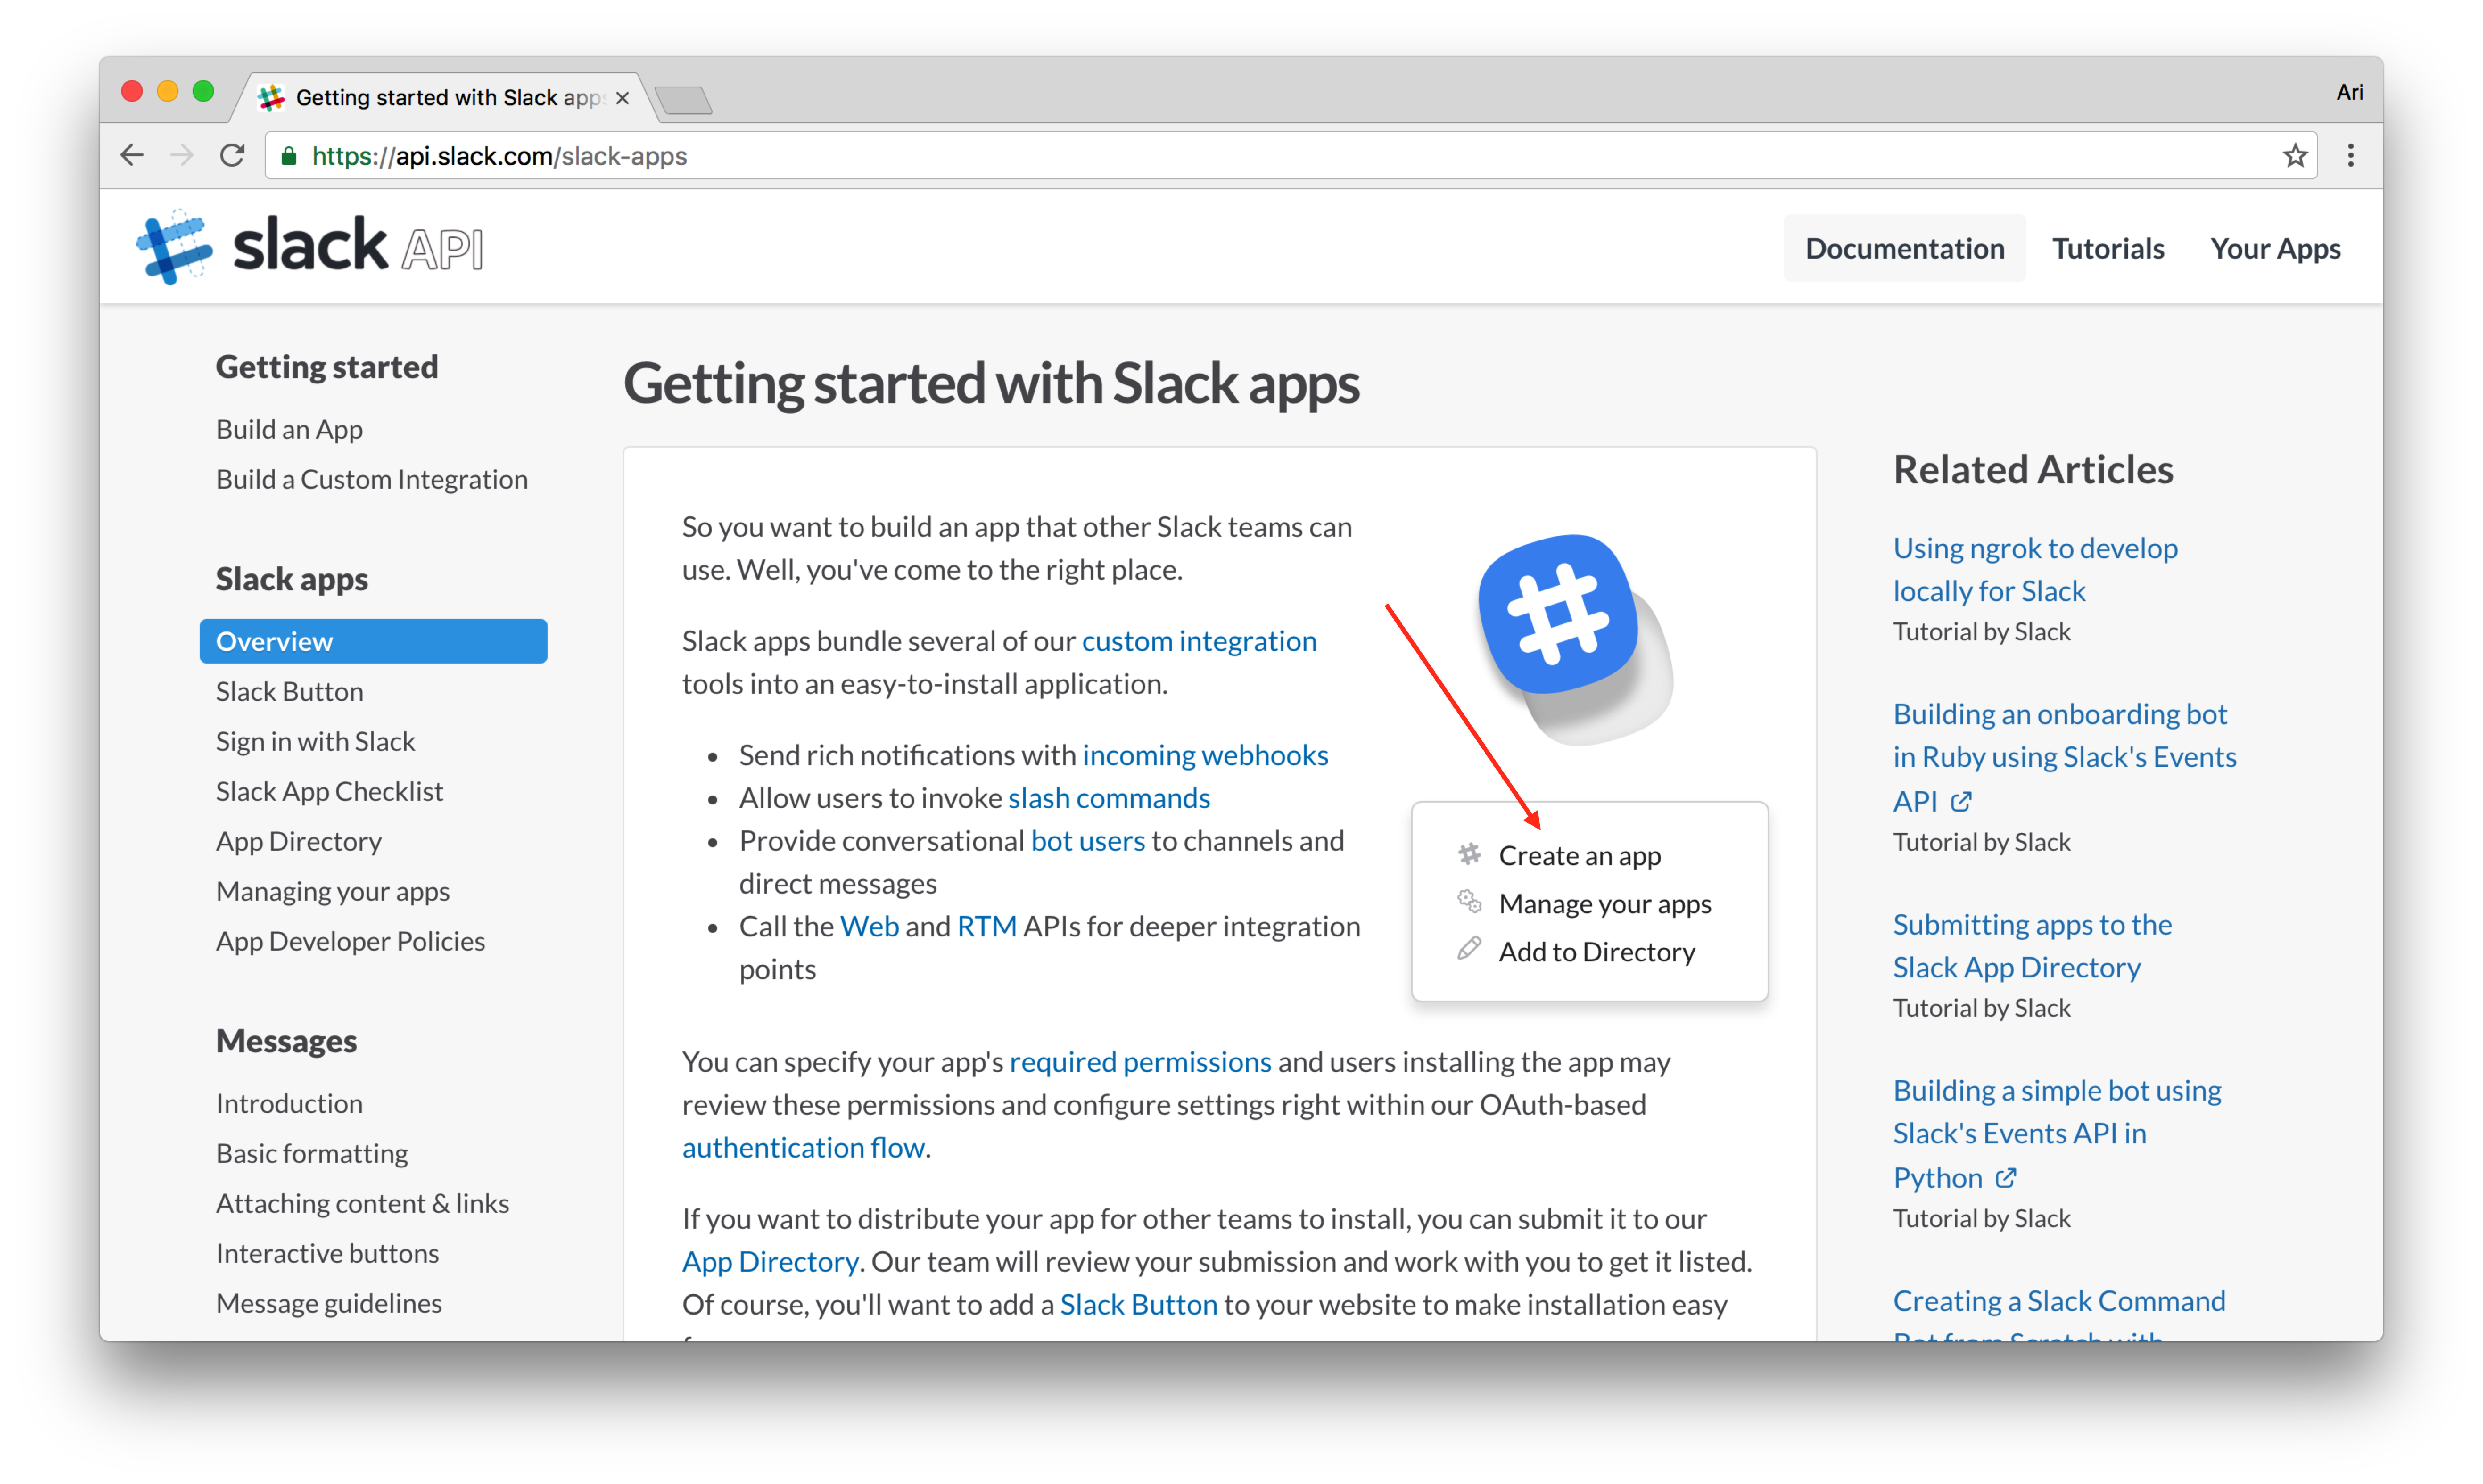 Getting started with Slack app
Ari
https://api.slack.com/slack-apps
slack API
Documentation
Tutorials
Your Apps
Getting started
Build an App
Build a Custom Integration
Slack apps
Overview
Slack Button
Sign in with Slack
Slack App Checklist
App Directory
Managing your apps
App Developer Policies
Messages
Introduction
Basic formatting
Attaching content & links
Interactive buttons
Message guidelines
Getting started with Slack apps
So you want to build an app that other Slack teams can
use. Well, you've come to the right place.
Slack apps bundle several of our custom integration
tools into an easy-to-install application.
• Send rich notifications with incoming webhooks
• Allow users to invoke slash commands
• Provide conversational bot users to channels and
direct messages
• Call the Web and RTM APIs for deeper integration
points
Create an app
Manage your apps
Add to Directory
You can specify your app's required permissions and users installing the app may
review these permissions and configure settings right within our OAuth-based
authentication flow.
If you want to distribute your app for other teams to install, you can submit it to our
App Directory. Our team will review your submission and work with you to get it listed.
Of course, you'll want to add a Slack Button to your website to make installation easy
Related Articles
Using ngrok to develop
locally for Slack
Tutorial by Slack
Building an onboarding bot
in Ruby using Slack's Events
API
Tutorial by Slack
Submitting apps to the
Slack App Directory
Tutorial by Slack
Building a simple bot using
Slack's Events API in
Python
Tutorial by Slack
Creating a Slack Command
Bot from Scratch with